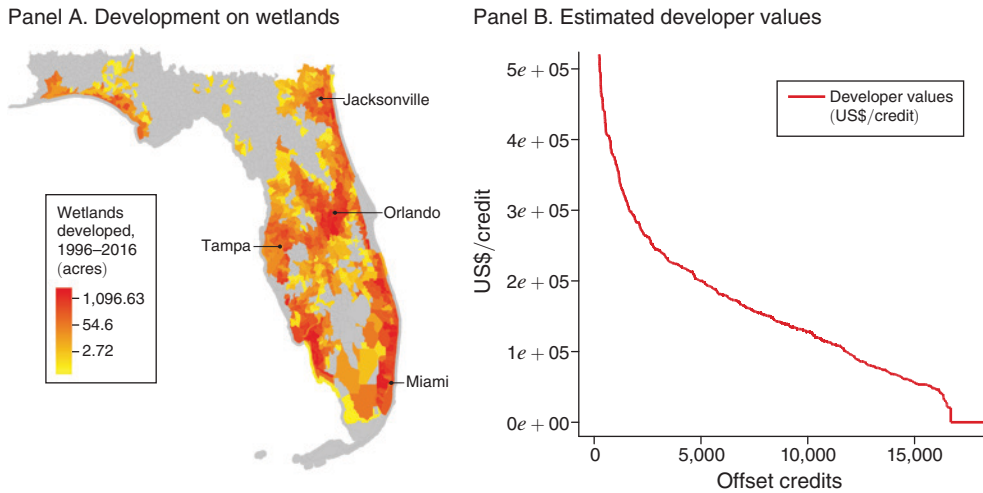 Panel A. Development on wetlands
Jacksonville
Orlando
Tampa
Miami
Wetlands
developed,
1996–2016
(acres)
1,096.63
54.6
2.72
Panel B. Estimated developer values
US$/credit
5e + 05
4e + 05
3e + 05
2e + 05
1e + 05
0e + 00
Developer values
(US$/credit)
0
5,000
10,000
15,000
Offset credits